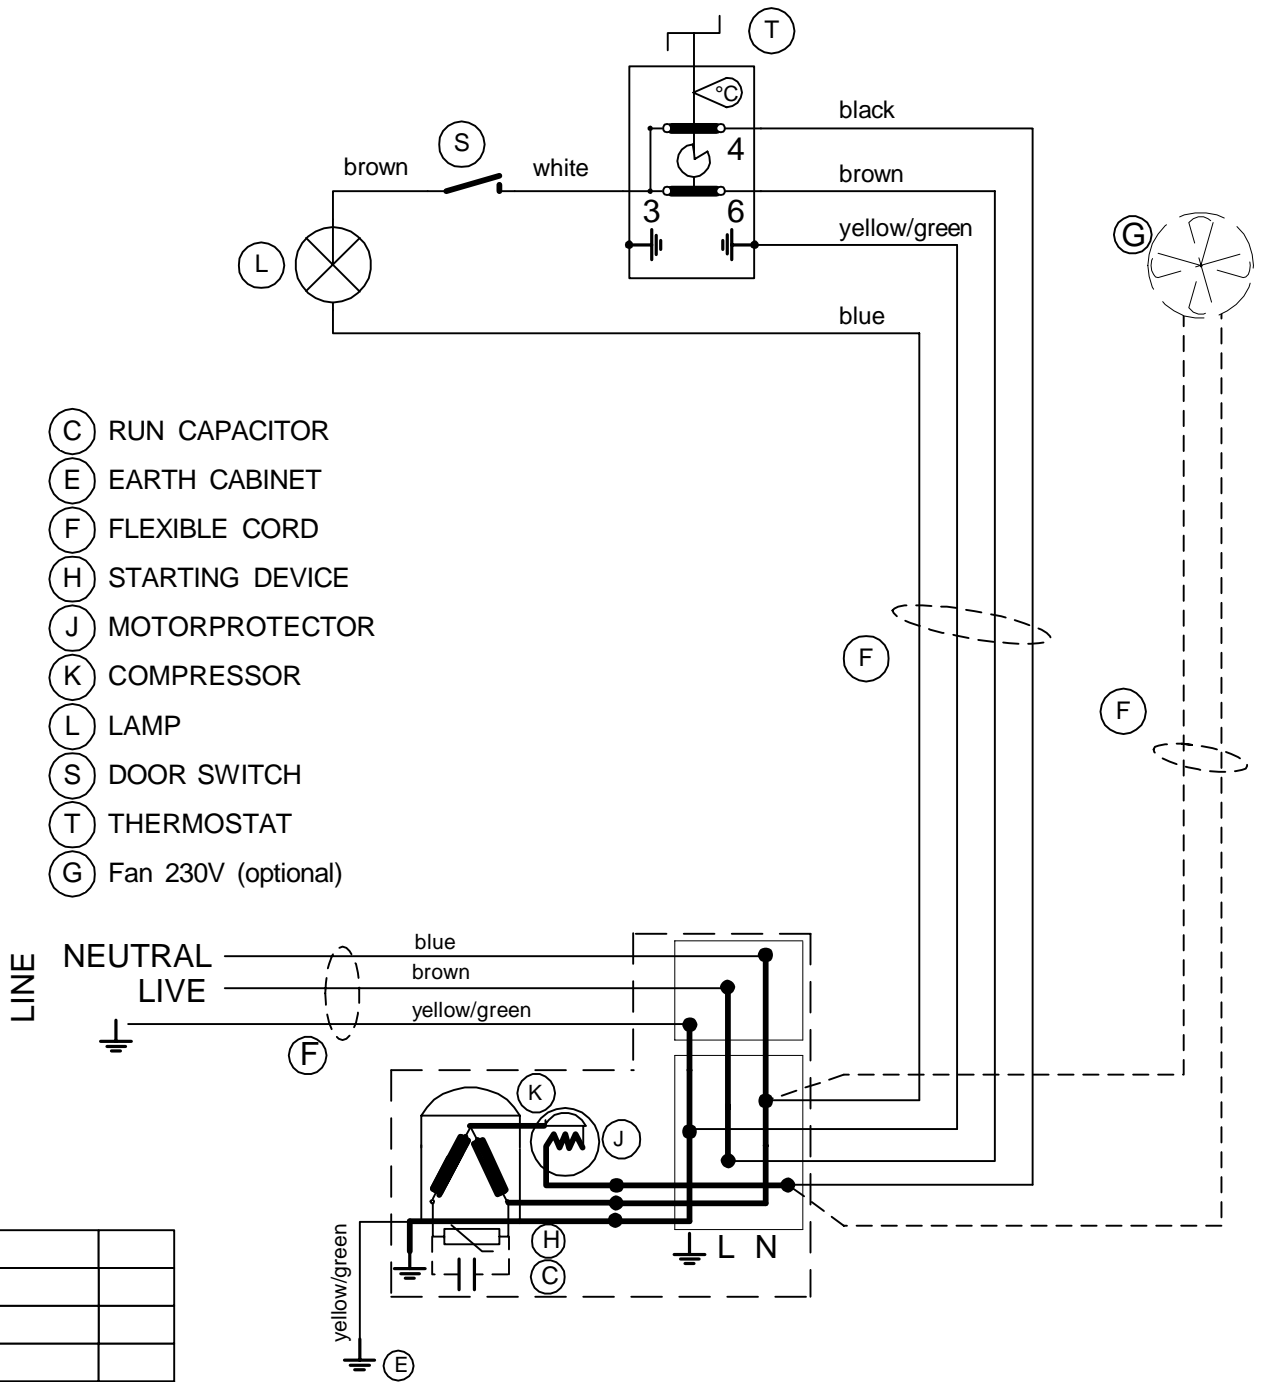 T
°C
black
S
4
brown
white
brown
3
6
yellow/green
G
L
blue
C RUN CAPACITOR
E EARTH CABINET
F FLEXIBLE CORD
H STARTING DEVICE
J MOTORPROTECTOR
K COMPRESSOR
L LAMP
S DOOR SWITCH
T THERMOSTAT
G Fan 230V (optional)
F
F
LINE
NEUTRAL
blue
LIVE
brown
yellow/green
F
K
J
H
L N
C
yellow/green
E